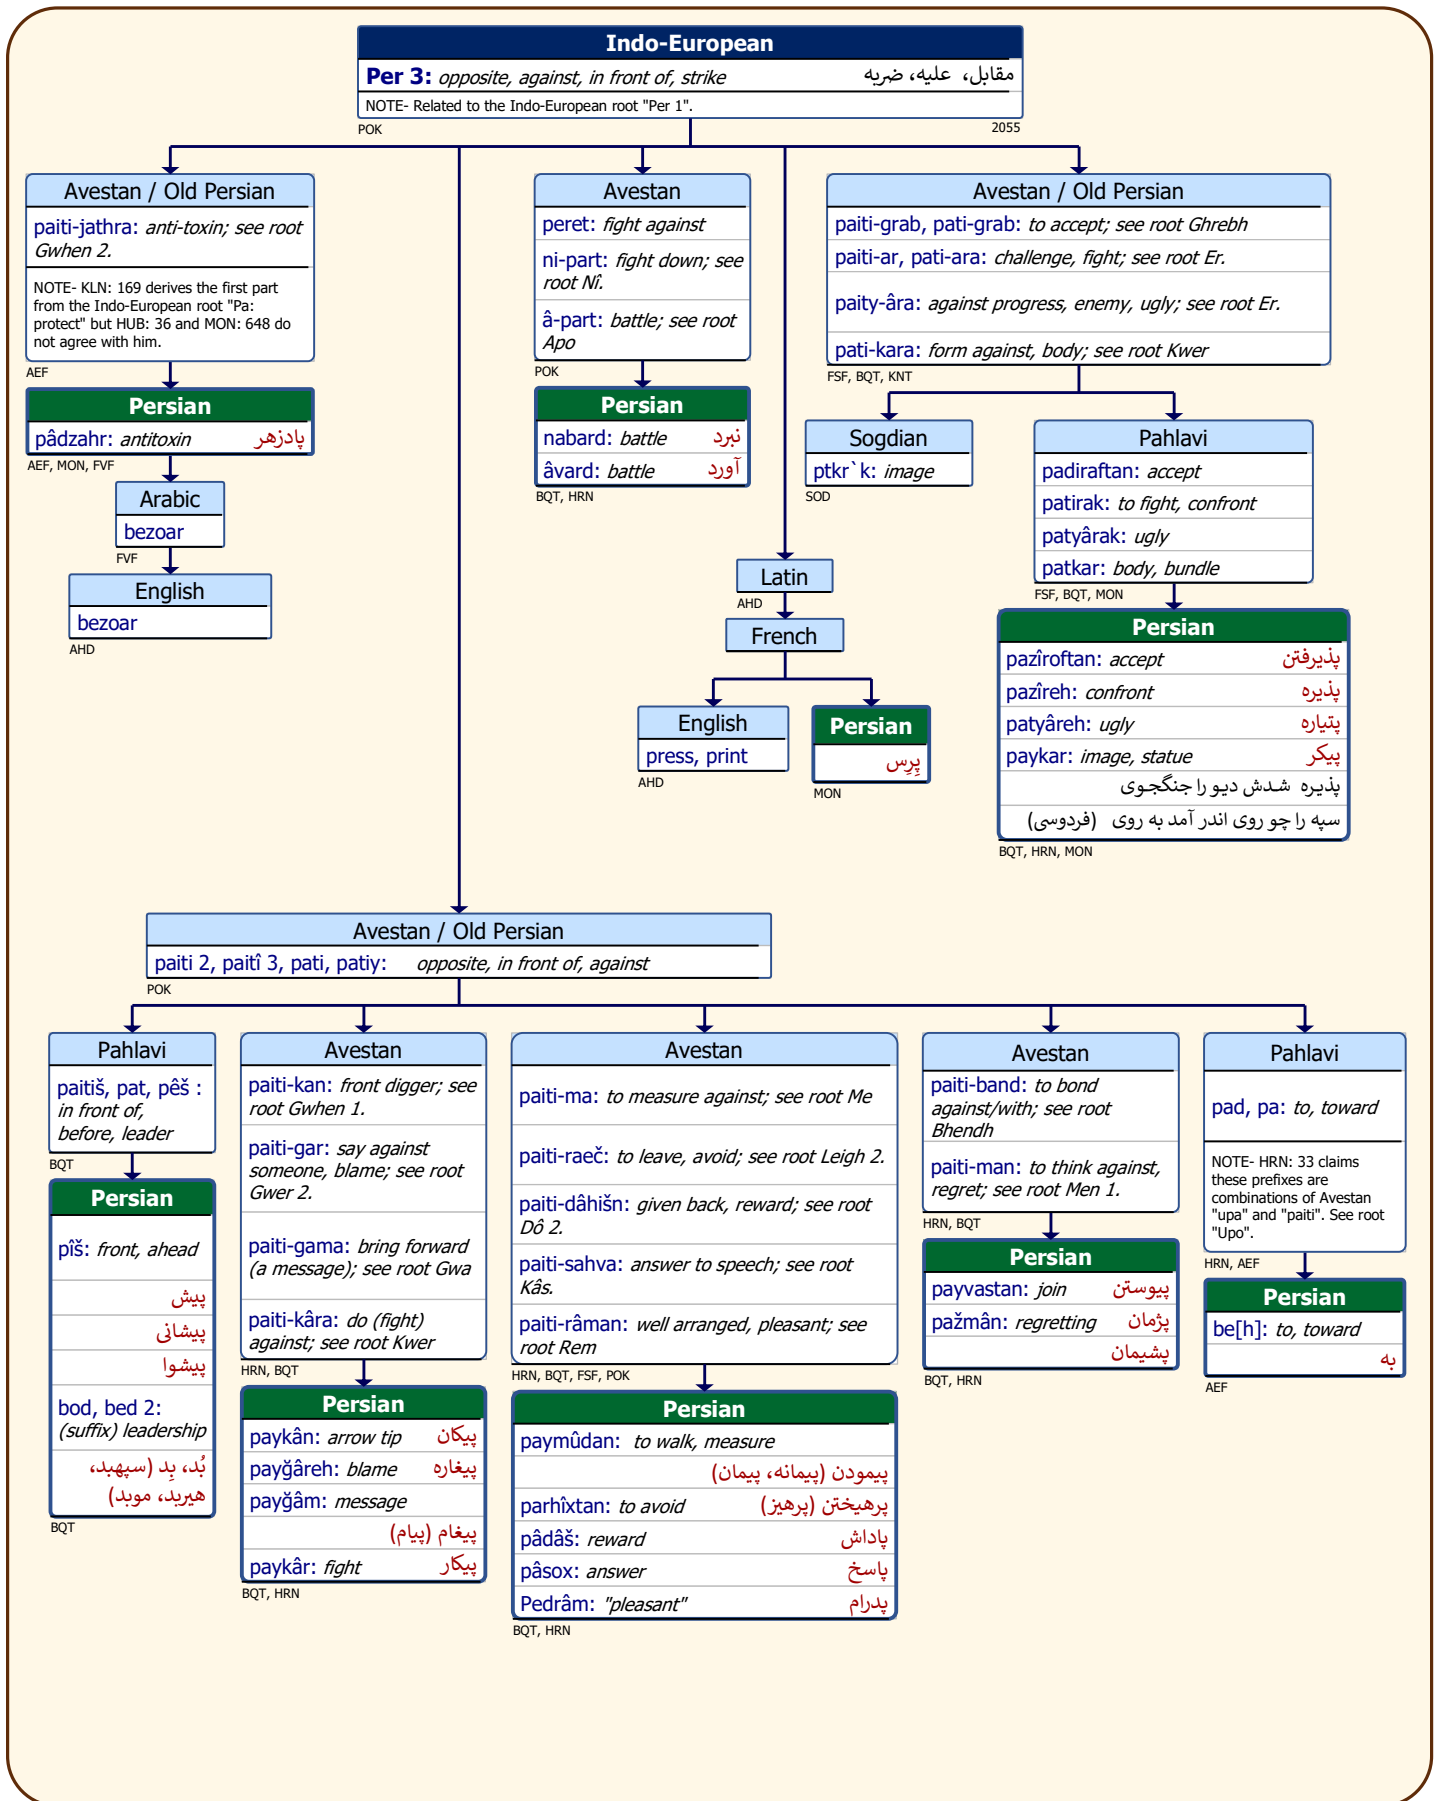 Indo-European
Per 3: opposite, against, in front of, strike مقابل، علیه، ضربه
NOTE- Related to the Indo-European root "Per 1".
POK 2055
Avestan / Old Persian
paiti-jathra: anti-toxin; see root
Gwhen 2.
NOTE- KLN: 169 derives the first part
from the Indo-European root "Pa:
protect" but HUB: 36 and MON: 648 do
not agree with him.
AEF
Persian
pâdzahr: antitoxin پادزهر
AEF, MON, FVF
Arabic
bezoar
FVF
English
bezoar
AHD
Avestan
peret: fight against
ni-part: fight down; see
root Nî.
â-part: battle; see root
Apo
POK
Persian
nabard: battle نبرد
âvard: battle آورد
BQT, HRN
Latin
AHD
French
English
press, print
AHD
Persian
پِرِس
MON
Avestan / Old Persian
paiti-grab, pati-grab: to accept; see root Ghrebh
paiti-ar, pati-ara: challenge, fight; see root Er.
paity-âra: against progress, enemy, ugly; see root Er.
pati-kara: form against, body; see root Kwer
FSF, BQT, KNT
Sogdian
ptkr`k: image
SOD
Pahlavi
padiraftan: accept
patirak: to fight, confront
patyârak: ugly
patkar: body, bundle
FSF, BQT, MON
Persian
pazîroftan: accept پذیرفتن
pazîreh: confront پذیره
patyâreh: ugly پتیاره
paykar: image, statue پیکر
پذیره شدش دیو را جنگجوی
سپه را چو روی اندر آمد به روی (فردوسی)
BQT, HRN, MON
Avestan / Old Persian
paiti 2, paitî 3, pati, patiy: opposite, in front of, against
POK
Pahlavi
paitiš, pat, pêš :
in front of,
before, leader
BQT
Persian
pîš: front, ahead
پیش
پیشانی
پیشوا
bod, bed 2:
(suffix) leadership
بُد، بِد (سپهبد،
هیربد، موبد)
BQT
Avestan
paiti-kan: front digger; see
root Gwhen 1.
paiti-gar: say against
someone, blame; see root
Gwer 2.
paiti-gama: bring forward
(a message); see root Gwa
paiti-kâra: do (fight)
against; see root Kwer
HRN, BQT
Persian
paykân: arrow tip پیکان
payğâreh: blame پیغاره
payğâm: message
پیغام (پیام)
paykâr: fight پیکار
BQT, HRN
Avestan
paiti-ma: to measure against; see root Me
paiti-raeč: to leave, avoid; see root Leigh 2.
paiti-dâhišn: given back, reward; see root
Dô 2.
paiti-sahva: answer to speech; see root
Kâs.
paiti-râman: well arranged, pleasant; see
root Rem
HRN, BQT, FSF, POK
Persian
paymûdan: to walk, measure
پیمودن (پیمانه، پیمان)
parhîxtan: to avoid پرهیختن (پرهیز)
pâdâš: reward پاداش
pâsox: answer پاسخ
Pedrâm: "pleasant" پدرام
BQT, HRN
Avestan
paiti-band: to bond
against/with; see root
Bhendh
paiti-man: to think against,
regret; see root Men 1.
HRN, BQT
Persian
payvastan: join پیوستن
pažmân: regretting پژمان
پشیمان
BQT, HRN
Pahlavi
pad, pa: to, toward
NOTE- HRN: 33 claims
these prefixes are
combinations of Avestan
"upa" and "paiti". See root
"Upo".
HRN, AEF
Persian
be[h]: to, toward
به
AEF